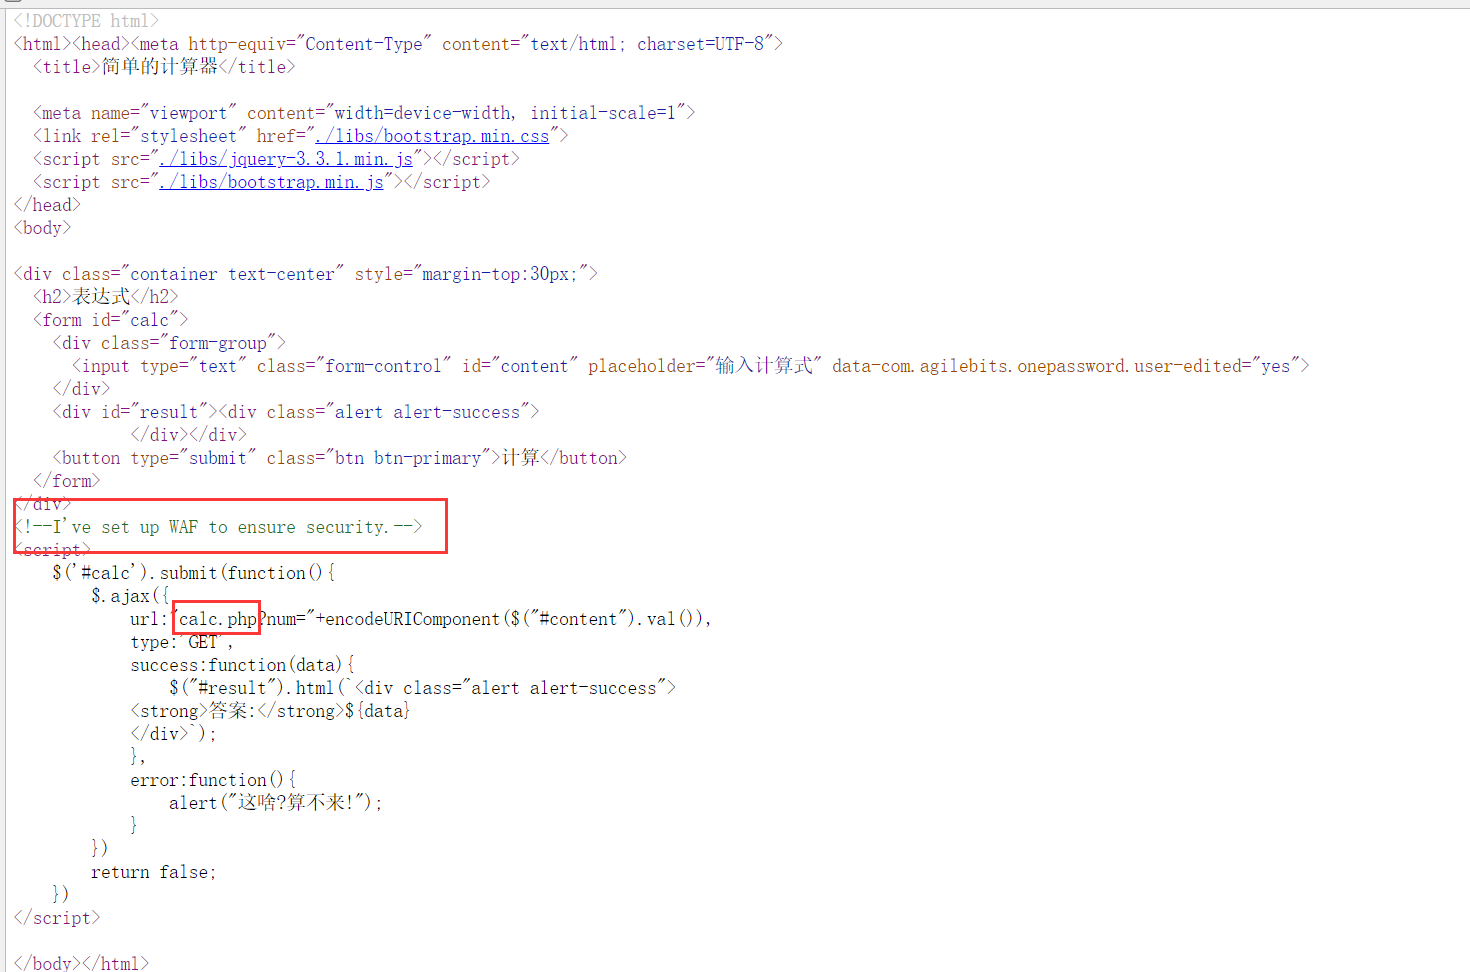 <!DOCTYPE html>
<html><head><meta http-equiv="Content-Type" content="text/html; charset=UTF-8">
  <title>简单的计算器</title>

  <meta name="viewport" content="width=device-width, initial-scale=1">
  <link rel="stylesheet" href="./libs/bootstrap.min.css">
  <script src="./libs/jquery-3.3.1.min.js"></script>
  <script src="./libs/bootstrap.min.js"></script>
</head>
<body>

<div class="container text-center" style="margin-top:30px;">
  <h2>表达式</h2>
  <form id="calc">
    <div class="form-group">
      <input type="text" class="form-control" id="content" placeholder="输入计算式" data-com.agilebits.onepassword.user-edited="yes">
    </div>
    <div id="result"><div class="alert alert-success">
            </div></div>
    <button type="submit" class="btn btn-primary">计算</button>
  </form>
</div>
<!--I've set up WAF to ensure security.-->
<script>
    $('#calc').submit(function(){
        $.ajax({
            url:"calc.php?num="+encodeURIComponent($("#content").val()),
            type:'GET',
            success:function(data){
                $("#result").html(`<div class="alert alert-success">
            <strong>答案:</strong>${data}
            </div>`);
            },
            error:function(){
                alert("这啥?算不来!");
            }
        })
        return false;
    })
</script>

</body></html>